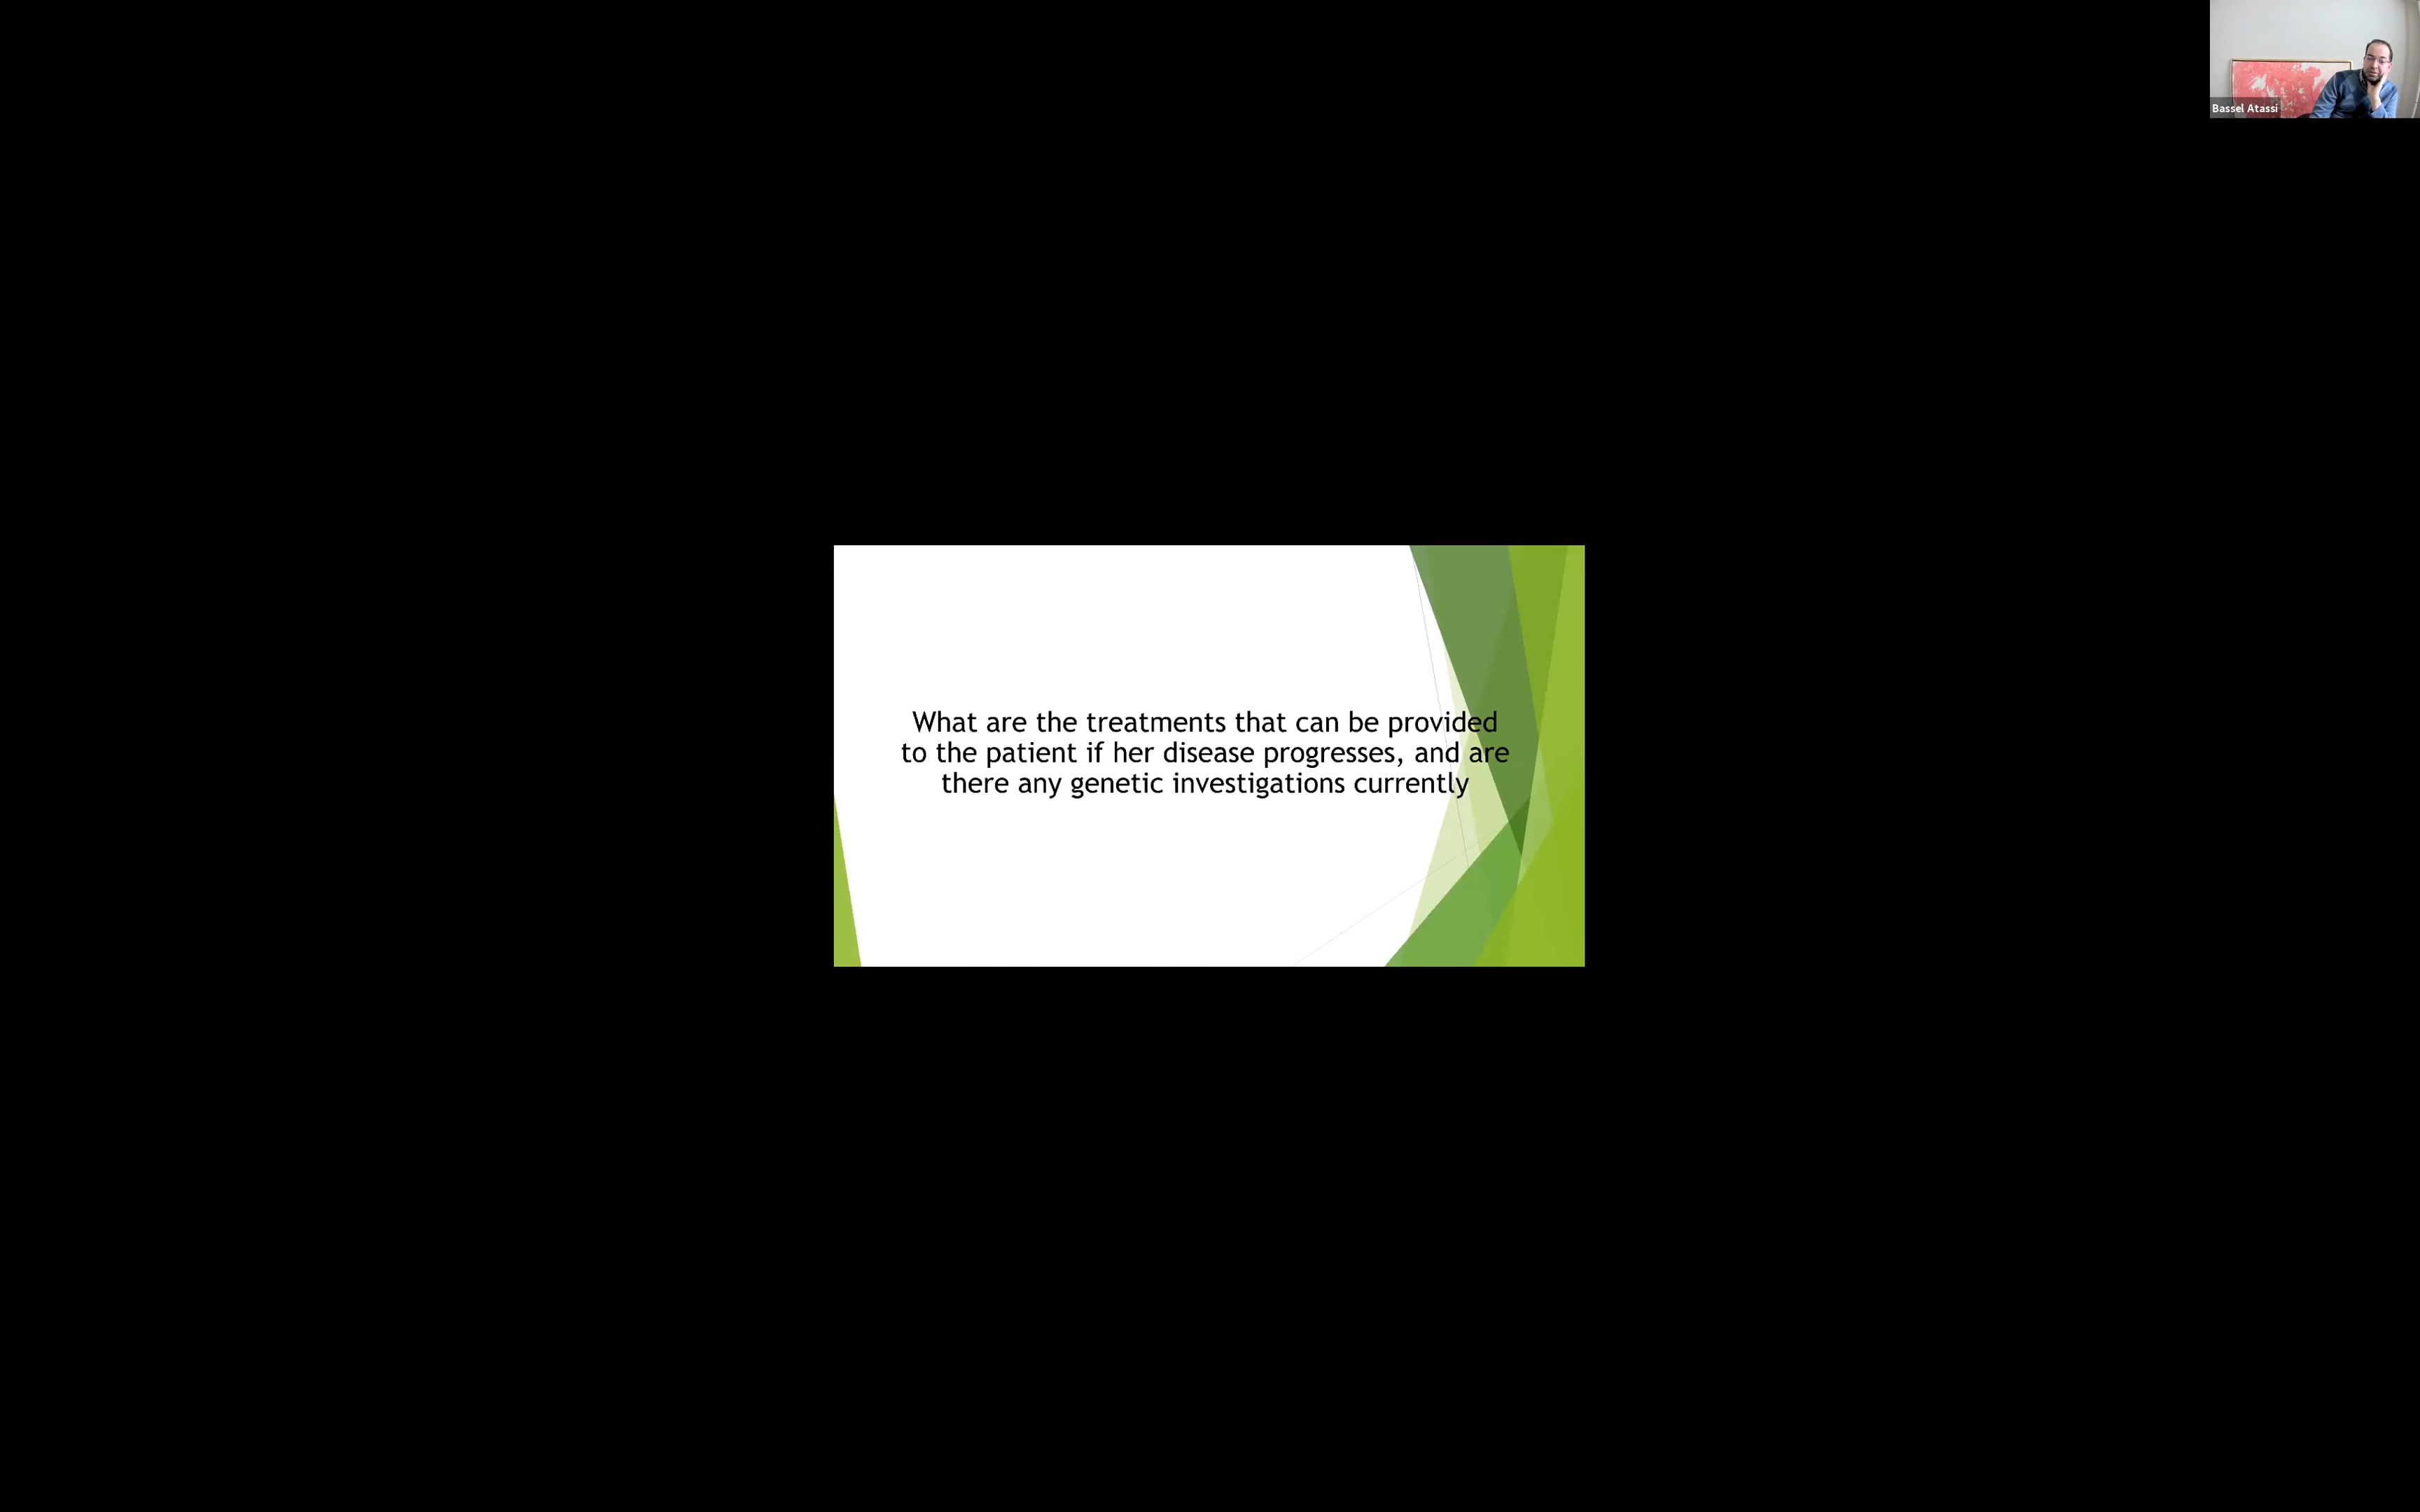 Bassel Atassi
What are the treatments that can be provided
to the patient if her disease progresses, and are
there any genetic investigations currently